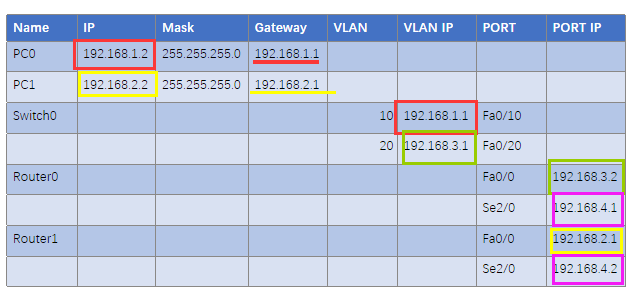 Name IP Mask Gateway VLAN VLAN IP PORT PORT IP
PC0 192.168.1.2 255.255.255.0 192.168.1.1
PC1 192.168.2.2 255.255.255.0 192.168.2.1
Switch0 10 192.168.1.1 Fa0/10
20 192.168.3.1 Fa0/20
Router0 Fa0/0 192.168.3.2
Se2/0 192.168.4.1
Router1 Fa0/0 192.168.2.1
Se2/0 192.168.4.2